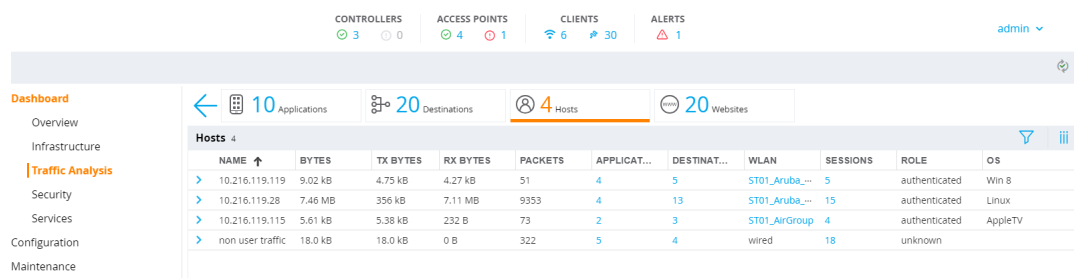 CONTROLLERS ACCESS POINTS CLIENTS ALERTS
3 0 4 1 6 30 1 admin
Dashboard
Overview
Infrastructure
Traffic Analysis
Security
Services
Configuration
Maintenance
10 Applications 20 Destinations 4 Hosts www 20 Websites
Hosts 4
NAME BYTES TX BYTES RX BYTES PACKETS APPLICAT... DESTINAT... WLAN SESSIONS ROLE OS
10.216.119.119 9.02 kB 4.75 kB 4.27 kB 51 4 5 ST01_Aruba_... 5 authenticated Win 8
10.216.119.28 7.46 MB 356 kB 7.11 MB 9353 4 13 ST01_Aruba_... 15 authenticated Linux
10.216.119.115 5.61 kB 5.38 kB 232 B 73 2 3 ST01_AirGroup 4 authenticated AppleTV
non user traffic 18.0 kB 18.0 kB 0 B 322 5 4 wired 18 unknown